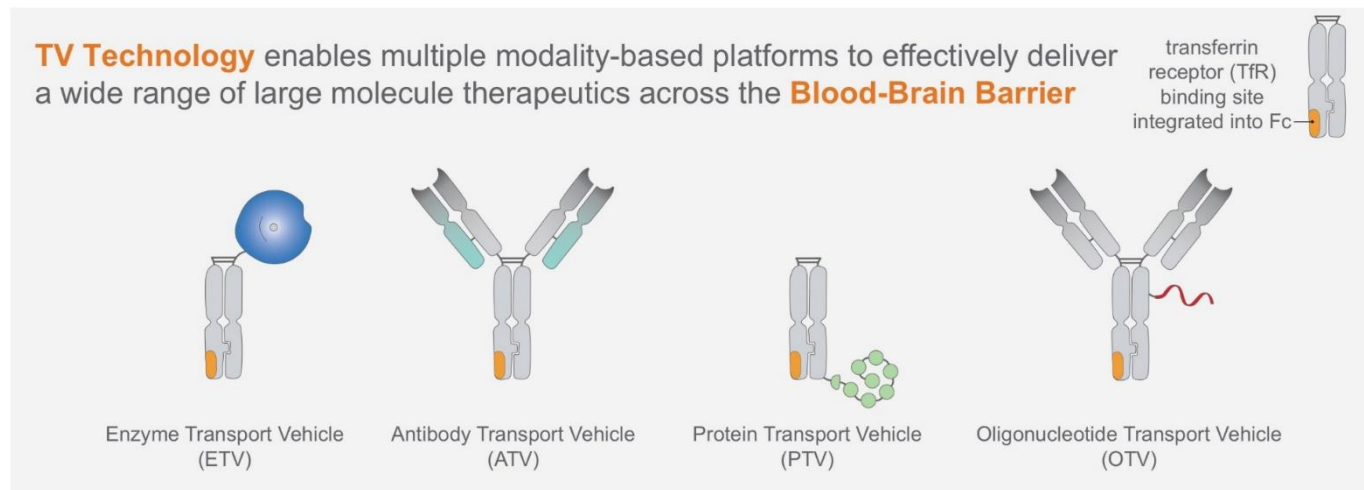 TV Technology enables multiple modality-based platforms to effectively deliver
a wide range of large molecule therapeutics across the Blood-Brain Barrier
transferrin
receptor (TfR)
binding site
integrated into Fc
Enzyme Transport Vehicle
(ETV)
Antibody Transport Vehicle
(ATV)
Protein Transport Vehicle
(PTV)
Oligonucleotide Transport Vehicle
(OTV)